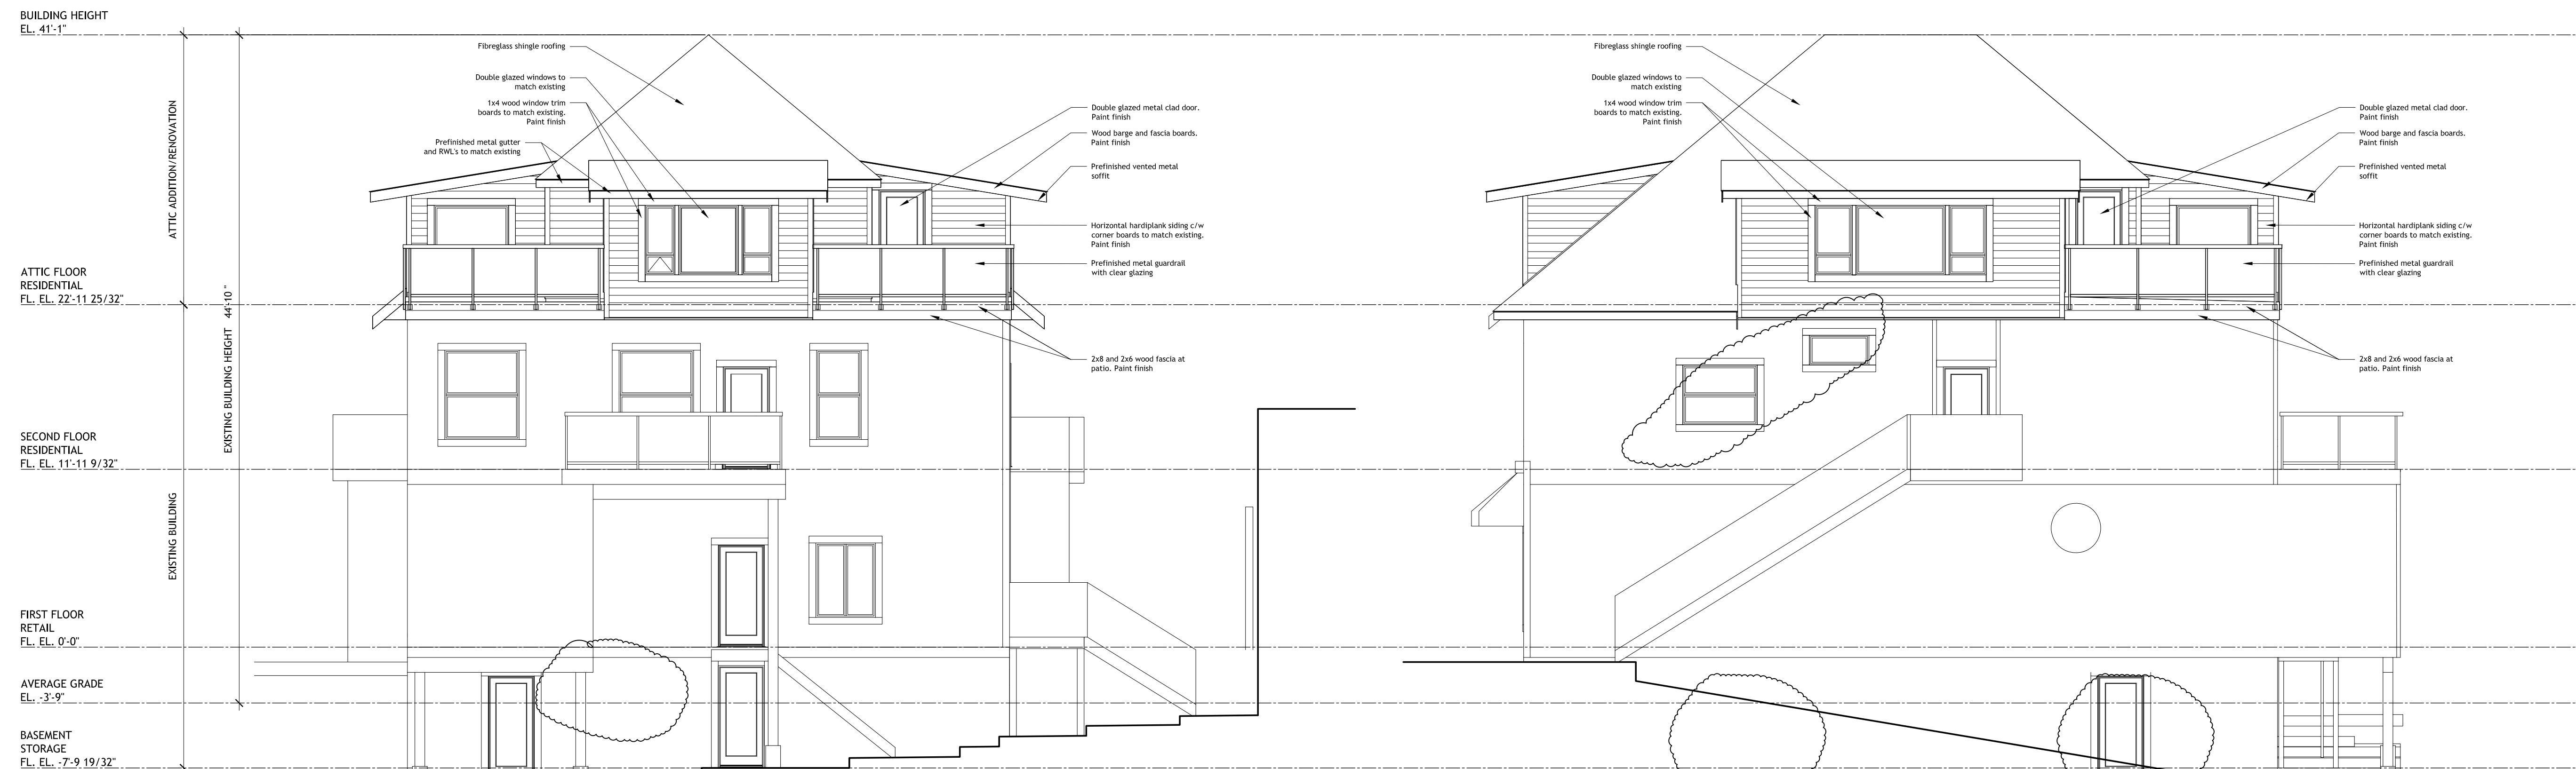 BUILDING HEIGHT
EL. 41'-1"
ATTIC ADDITION/RENOVATION
EXISTING BUILDING HEIGHT 44'-10 "
ATTIC FLOOR
RESIDENTIAL
FL. EL. 22'-11 25/32"
SECOND FLOOR
RESIDENTIAL
FL. EL. 11'-11 9/32"
EXISTING BUILDING
FIRST FLOOR
RETAIL
FL. EL. 0'-0"
AVERAGE GRADE
EL. -3'-9"
BASEMENT
STORAGE
FL. EL. -7'-9 19/32"
Fibreglass shingle roofing
Double glazed windows to
match existing
1x4 wood window trim
boards to match existing.
Paint finish
Prefinished metal gutter
and RWL's to match existing
Double glazed metal clad door.
Paint finish
Wood barge and fascia boards.
Paint finish
Prefinished vented metal
soffit
Horizontal hardiplank siding c/w
corner boards to match existing.
Paint finish
Prefinished metal guardrail
with clear glazing
2x8 and 2x6 wood fascia at
patio. Paint finish
Fibreglass shingle roofing
Double glazed windows to
match existing
1x4 wood window trim
boards to match existing.
Paint finish
Double glazed metal clad door.
Paint finish
Wood barge and fascia boards.
Paint finish
Prefinished vented metal
soffit
Horizontal hardiplank siding c/w
corner boards to match existing.
Paint finish
Prefinished metal guardrail
with clear glazing
2x8 and 2x6 wood fascia at
patio. Paint finish